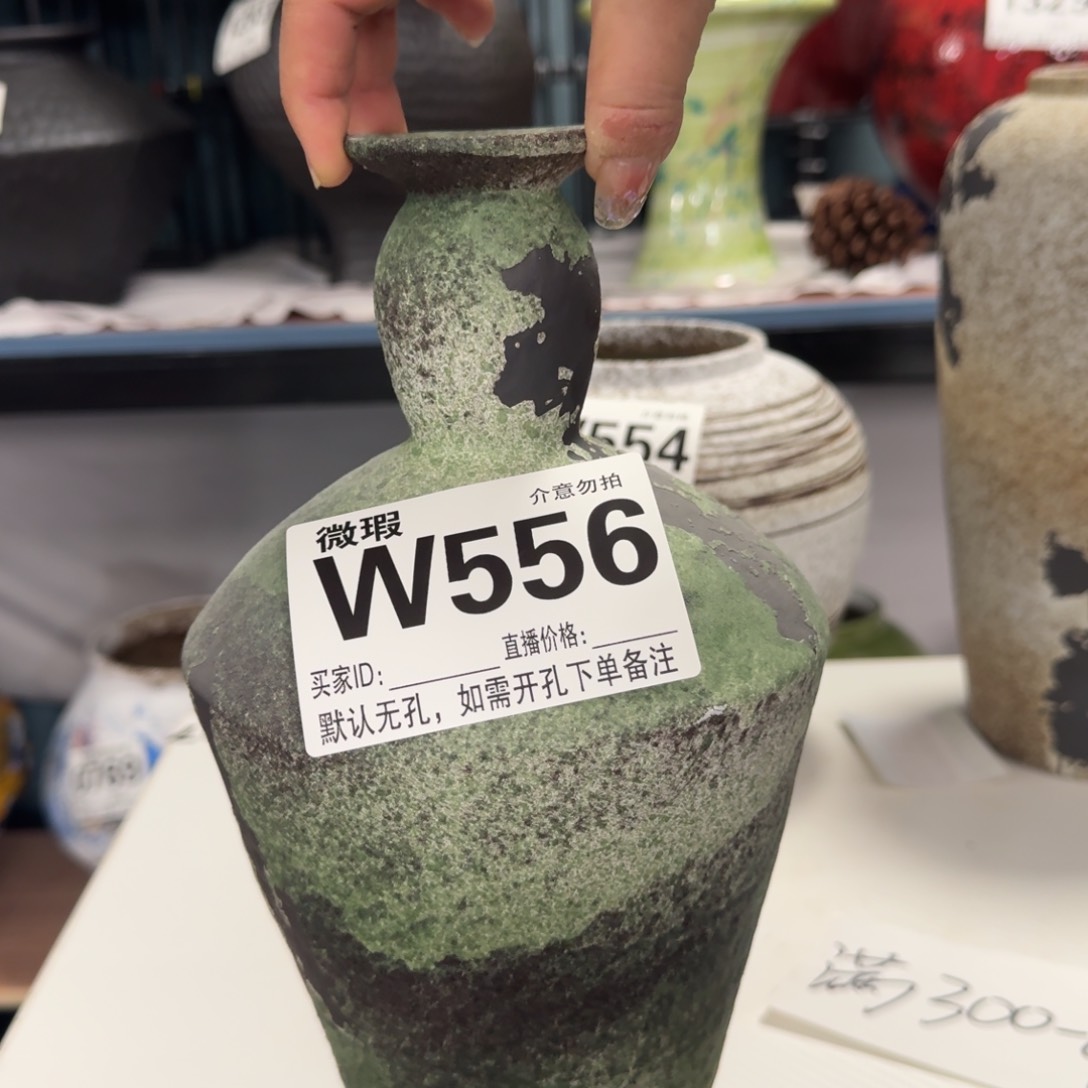 介意勿拍
微瑕
W556
直播价格:
买家ID:
默认无孔，如需开孔下单备注
554
满300-